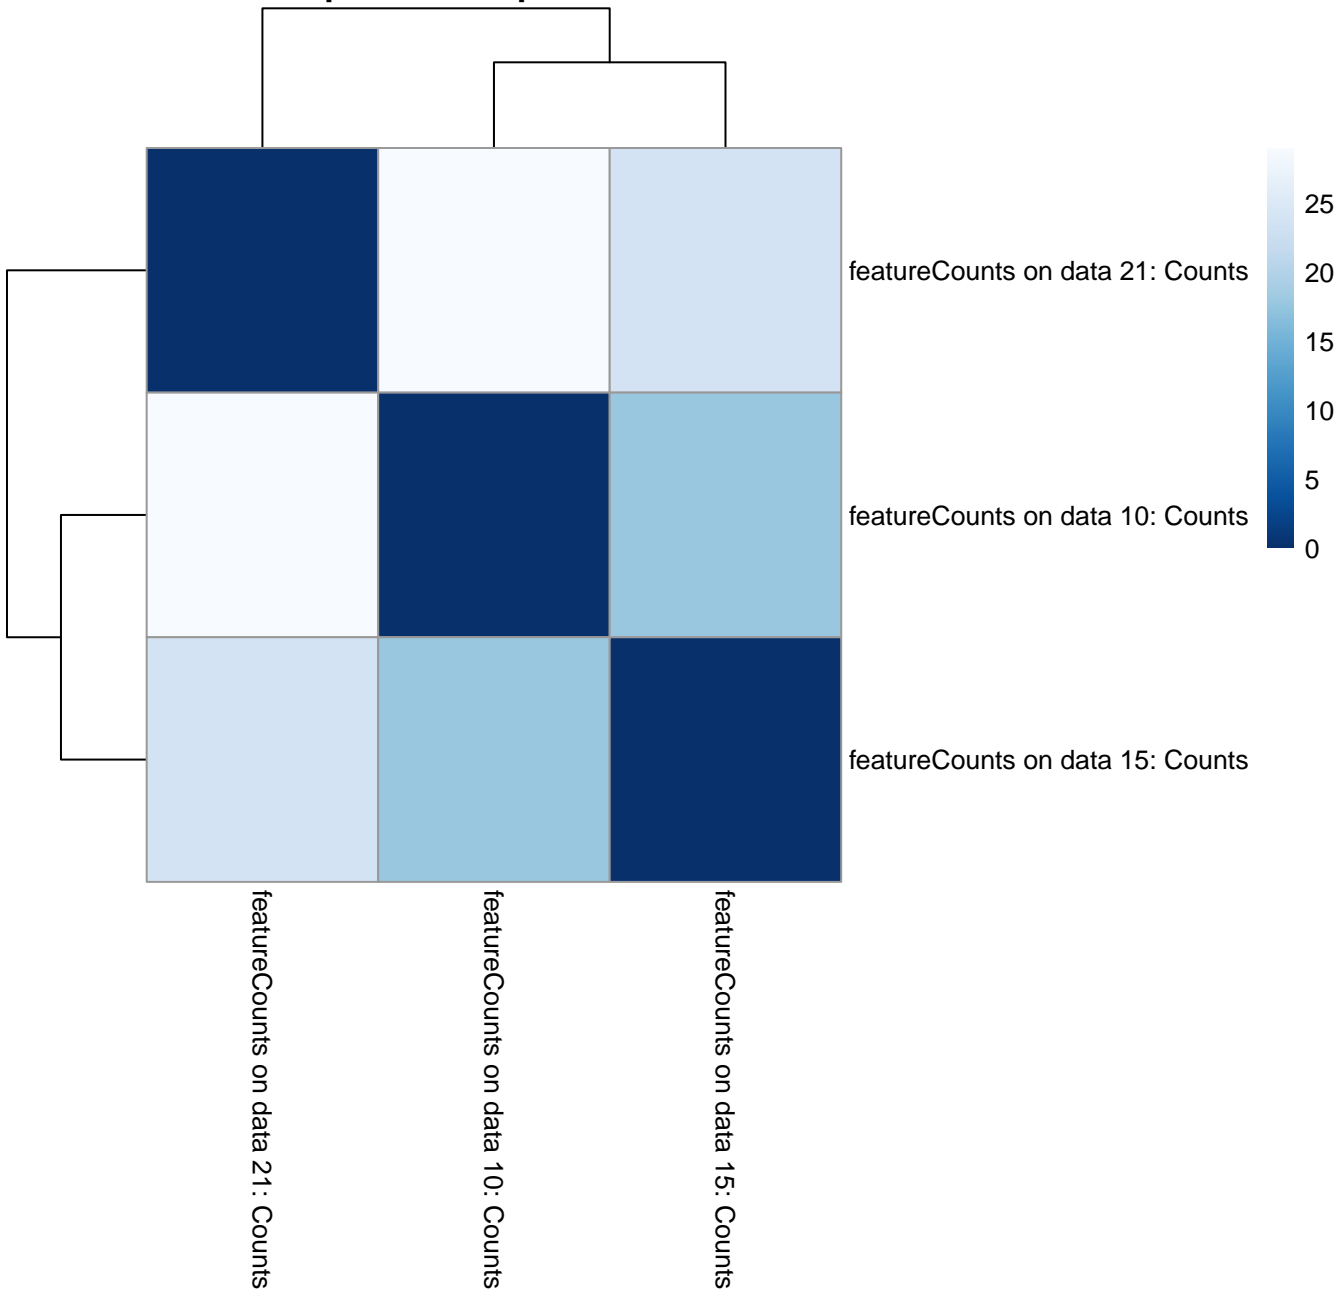 25
featureCounts on data 21: Counts
20
15
10
5
featureCounts on data 10: Counts
0
featureCounts on data 15: Counts
featureCounts on data 21: Counts
featureCounts on data 10: Counts
featureCounts on data 15: Counts